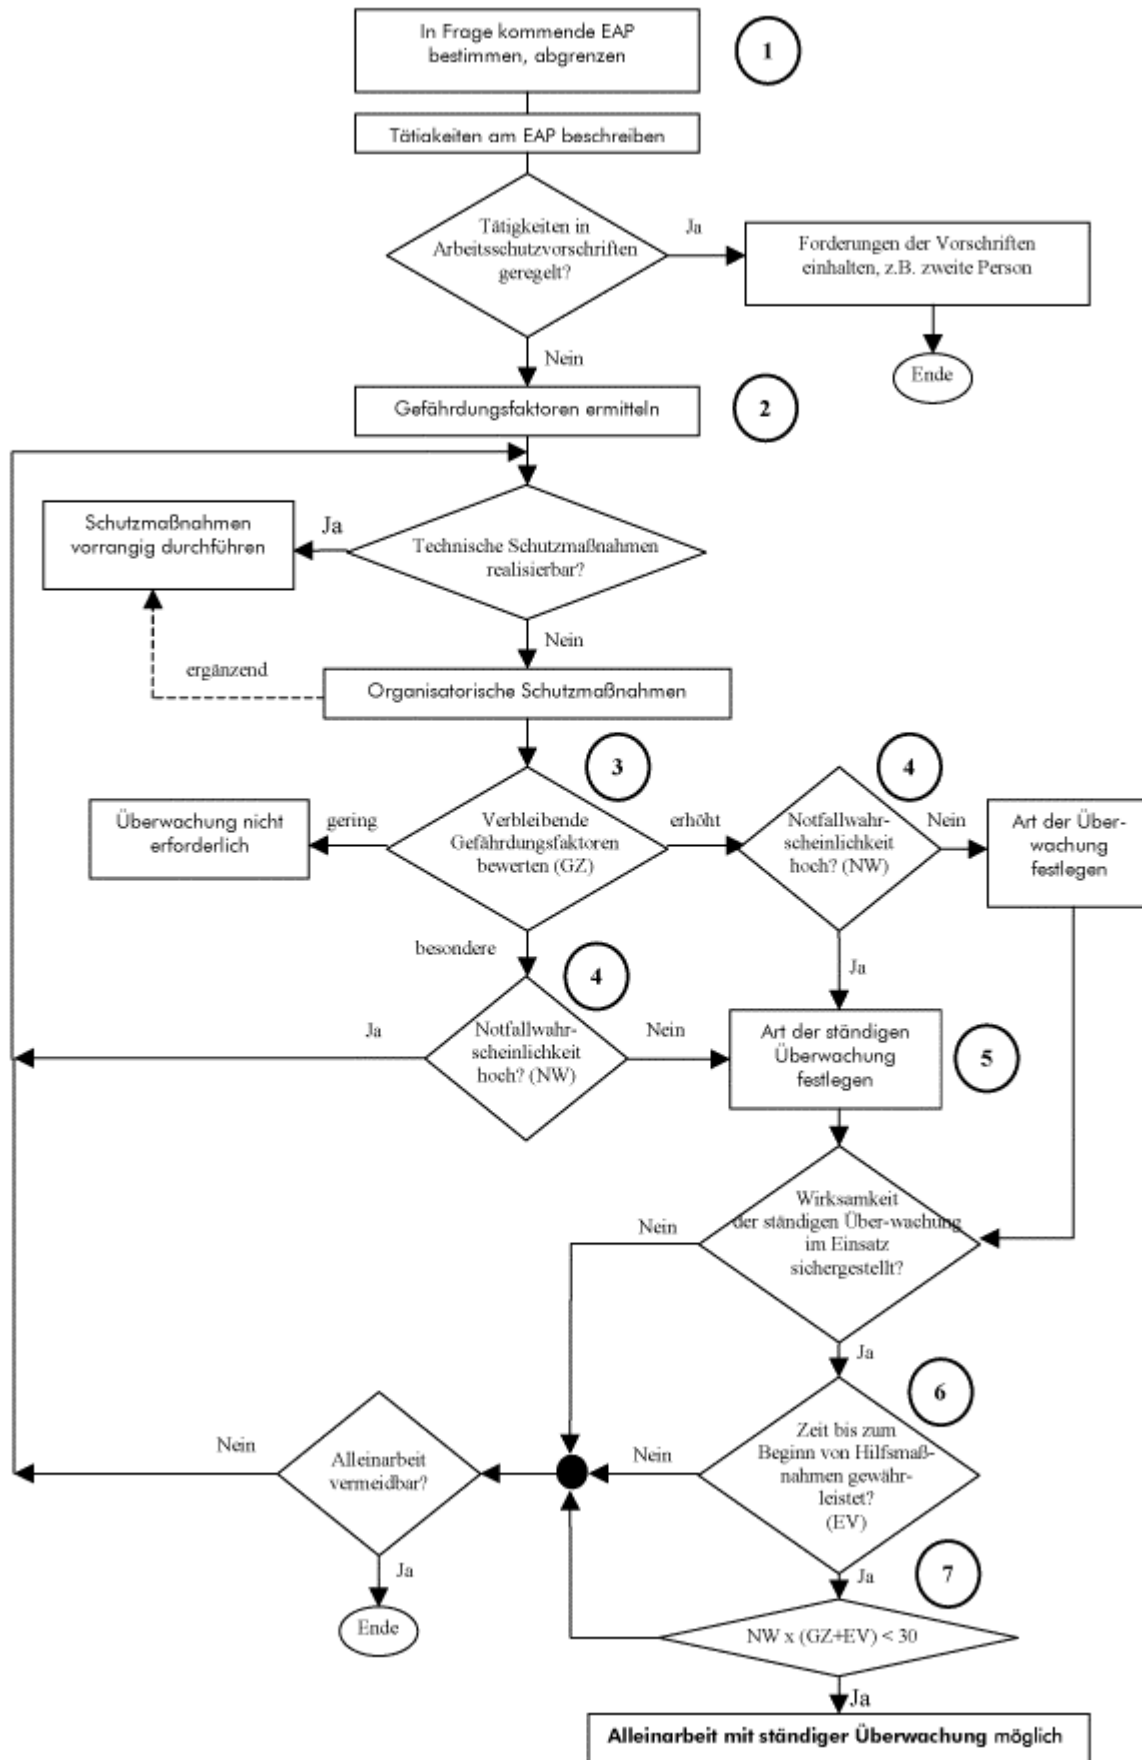 In Frage kommende EAP
bestimmen, abgrenzen
1
Tätiakeiten am EAP beschreiben
Tätigkeiten in
Arbeitsschutzvorschriften
geregelt?
Ja
Forderungen der Vorschriften
einhalten, z.B. zweite Person
Ende
Nein
Gefährdungsfaktoren ermitteln
2
Schutzmaßnahmen
vorrangig durchführen
Ja
Technische Schutzmaßnahmen
realisierbar?
Nein
ergänzend
Organisatorische Schutzmaßnahmen
3
4
Überwachung nicht
erforderlich
gering
Verbleibende
Gefährdungsfaktoren
bewerten (GZ)
erhöht
Notfallwahr-
scheinlichkeit
hoch? (NW)
Nein
Art der Über-
wachung
festlegen
besondere
4
Ja
Ja
Notfallwahr-
scheinlichkeit
hoch? (NW)
Nein
Art der ständigen
Überwachung
festlegen
5
Nein
Wirksamkeit
der ständigen Über-wachung
im Einsatz
sichergestellt?
Ja
6
Nein
Alleinarbeit
vermeidbar?
Nein
Zeit bis zum
Beginn von Hilfsmaß-
nahmen gewähr-
leistet?
(EV)
Ja
Ende
Ja
7
NW x (GZ+EV) < 30
Ja
Alleinarbeit mit ständiger Überwachung möglich